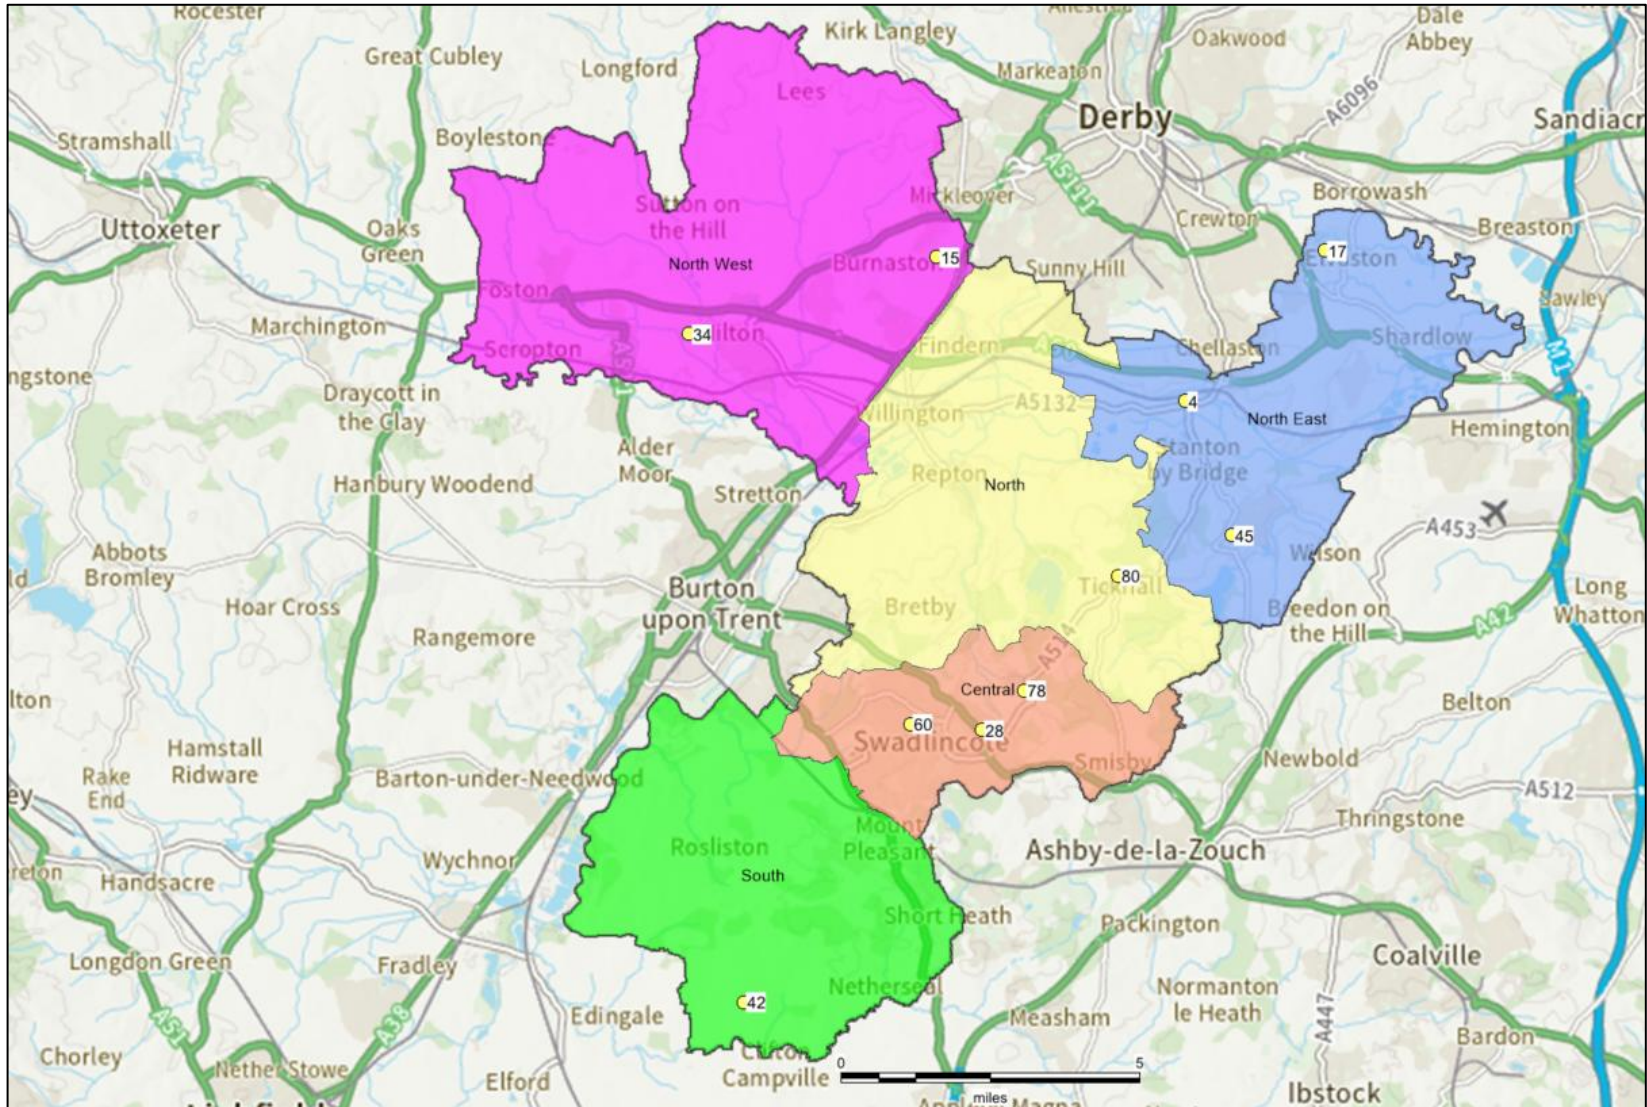 Rocester
Kirk Langley
Oakwood
Dale
Abbey
Great Cubley
Longford
Markeaton
Lees
A6096
Derby
Stramshall
Boylestone
A5111
Mickleover
Borrowash
Sutton on
the Hill
Crewton
Breaston
Uttoxeter
Oaks
Green
North West
15
Sunny Hill
17
Foston
Sawley
Marchington
34
Scropton
Findern
Chellaston
Shardlow
M1
Draycott in
the Clay
Willington
A5132
4
North East
Hemington
Alder
Moor
Repton
Stanton
by Bridge
Hanbury Woodend
Stretton
North
A453
45
Wilson
Abbots
Bromley
80
Ticknall
Burton
upon Trent
Bretby
Long
Whatton
Hoar Cross
Breedon on
the Hill
A42
Rangemore
A514
Central
78
Belton
60
28
Swadlincote
Hamstall
Ridware
Smisby
Newbold
Rake
End
Barton-under-Needwood
A512
Thringstone
Mount
Pleasant
Rosliston
Ashby-de-la-Zouch
Wychnor
South
Handsacre
Short Heath
Packington
Longdon Green
Fradley
Coalville
Netherseal
Normanton
le Heath
42
Edingale
Measham
A447
A51
A38
Bardon
Chorley
Nether Stowe
Clifton
Campville
0
5
miles
Elford
Ibstock